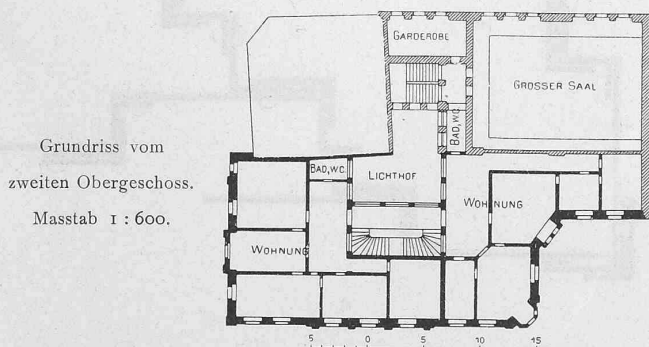 Grundriss vom
zweiten Obergeschoss.
Masstab 1 : 600.
GARDEROBE
GROSSER SAAL
BAD, W.C.
BAD, W.C.
LICHTHOF
WOHNUNG
WOHNUNG
5 0 5 10 15